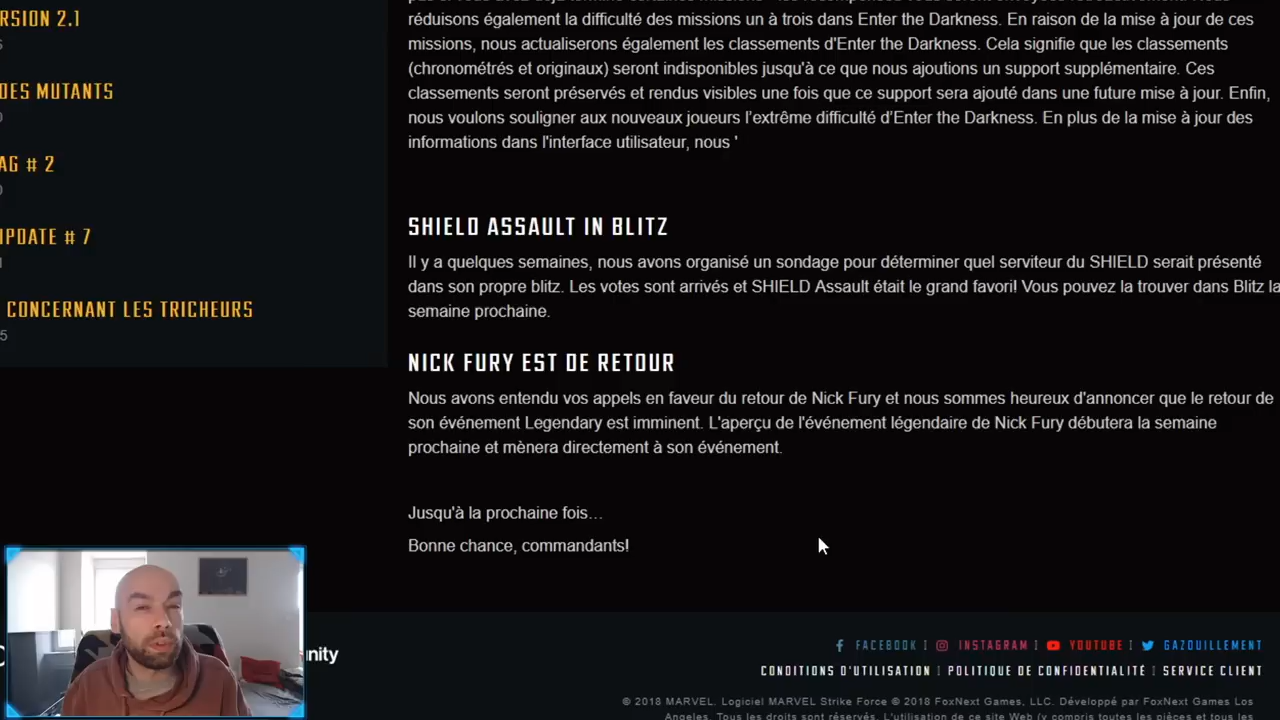 ERSION 2.1
DES MUTANTS
AG # 2
UPDATE # 7
CONCERNANT LES TRICHEURS
5
réduisons également la difficulté des missions un à trois dans Enter the Darkness. En raison de la mise à jour de ces
missions, nous actualiserons également les classements d'Enter the Darkness. Cela signifie que les classements
(chronométrés et originaux) seront indisponibles jusqu'à ce que nous ajoutions un support supplémentaire. Ces
classements seront préservés et rendus visibles une fois que ce support sera ajouté dans une future mise à jour. Enfin,
nous voulons souligner aux nouveaux joueurs l'extrême difficulté d'Enter the Darkness. En plus de la mise à jour des
informations dans l'interface utilisateur, nous '
SHIELD ASSAULT IN BLITZ
Il y a quelques semaines, nous avons organisé un sondage pour déterminer quel serviteur du SHIELD serait présenté
dans son propre blitz. Les votes sont arrivés et SHIELD Assault était le grand favori! Vous pouvez la trouver dans Blitz la
semaine prochaine.
NICK FURY EST DE RETOUR
Nous avons entendu vos appels en faveur du retour de Nick Fury et nous sommes heureux d'annoncer que le retour de
son événement Legendary est imminent. L'aperçu de l'événement légendaire de Nick Fury débutera la semaine
prochaine et mènera directement à son événement.
Jusqu'à la prochaine fois…
Bonne chance, commandants!
nity
FACEBOOK | INSTAGRAM | YOUTUBE | GAZOUILLEMENT
CONDITIONS D'UTILISATION | POLITIQUE DE CONFIDENTIALITÉ | SERVICE CLIENT
© 2018 MARVEL. Logiciel MARVEL Strike Force © 2018 FoxNext Games, LLC. Développé par FoxNext Games Los
Angeles. Tous les droits sont réservés. L'utilisation de ce site Web (y compris toutes les pièces et tous les